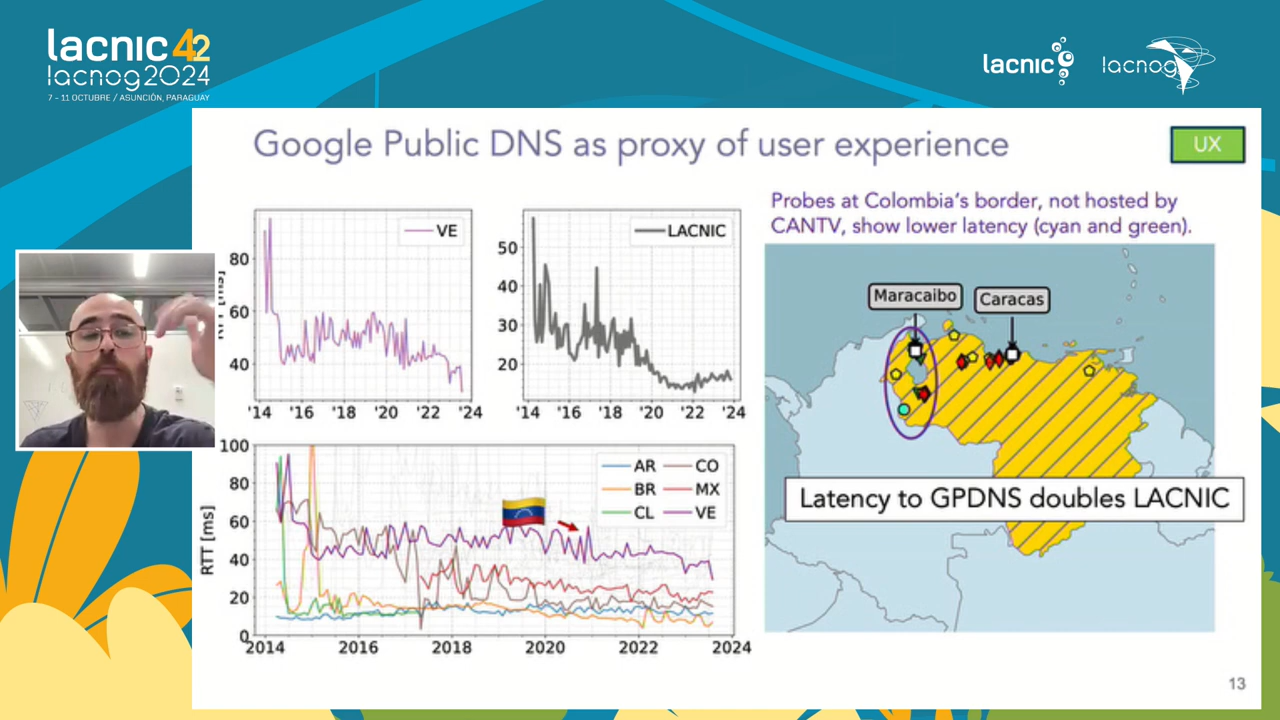 lacnic 42
lacnog 2024
7 - 11 OCTUBRE / ASUNCIÓN, PARAGUAY
lacnic
lacnog
Google Public DNS as proxy of user experience
UX
VE
80
60
40
'14 '16 '18 '20 '22 '24
LACNIC
50
40
30
20
'14 '16 '18 '20 '22 '24
Probes at Colombia's border, not hosted by
CANTV, show lower latency (cyan and green).
Maracaibo
Caracas
Latency to GPDNS doubles LACNIC
RTT [ms]
100
80
60
40
20
0
AR CO
BR MX
CL VE
2014 2016 2018 2020 2022 2024
13